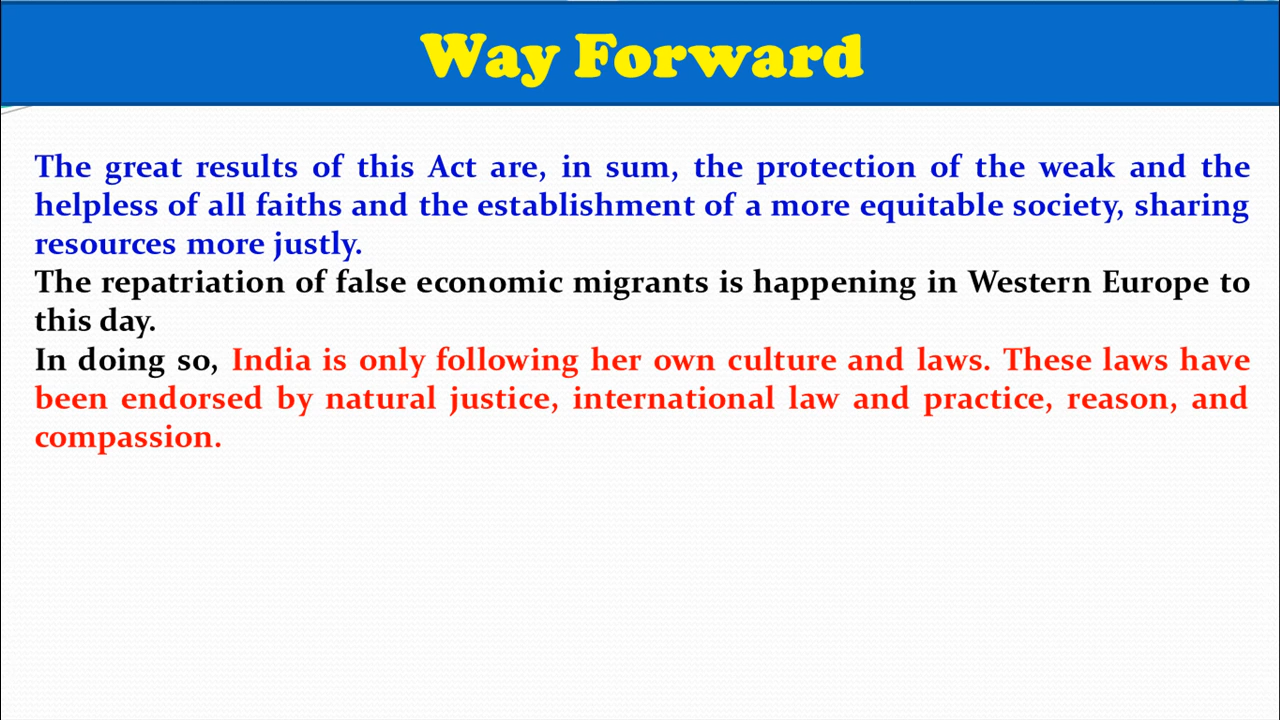 Way Forward
The great results of this Act are, in sum, the protection of the weak and the
helpless of all faiths and the establishment of a more equitable society, sharing
resources more justly.
The repatriation of false economic migrants is happening in Western Europe to
this day.
In doing so, India is only following her own culture and laws. These laws have
been endorsed by natural justice, international law and practice, reason, and
compassion.